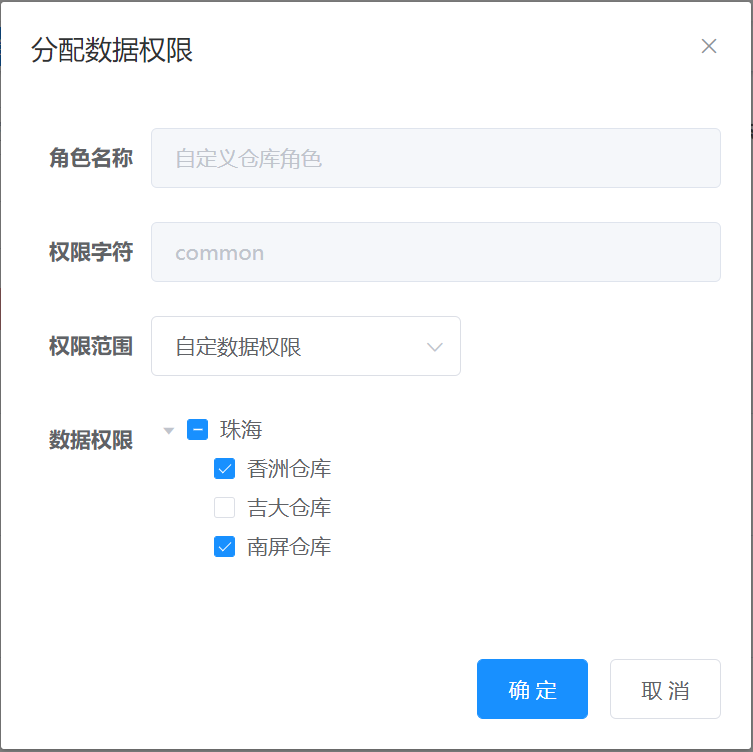 分配数据权限
角色名称 自定义仓库角色
权限字符 common
权限范围 自定数据权限
数据权限 珠海
香洲仓库
吉大仓库
南屏仓库
确 定 取 消